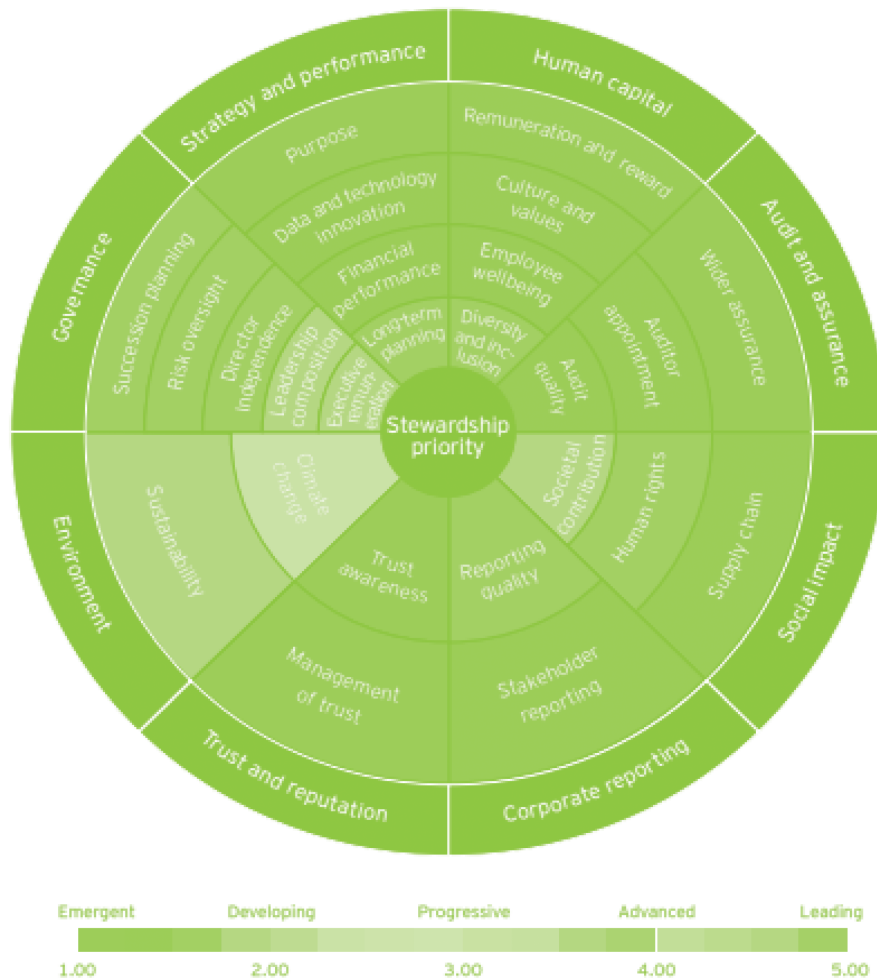 Strategy and performance
Human capital
Audit and assurance
Social impact
Corporate reporting
Trust and reputation
Environment
Governance
Purpose
Data and technology
innovation
Financial
performance
Long-term
planning
Remuneration and reward
Culture and
values
Employee
wellbeing
Diversity
and inc-
lusion
Wider assurance
Auditor
appointment
Audit
quality
Supply chain
Human rights
Societal
contribution
Stakeholder
reporting
Reporting
quality
Management
of trust
Trust
awareness
Sustainability
Climate
change
Succession planning
Risk oversight
Director
independence
Leadership
composition
Executive
remun-
eration
Stewardship
priority
Emergent
Developing
Progressive
Advanced
Leading
1.00
2.00
3.00
4.00
5.00